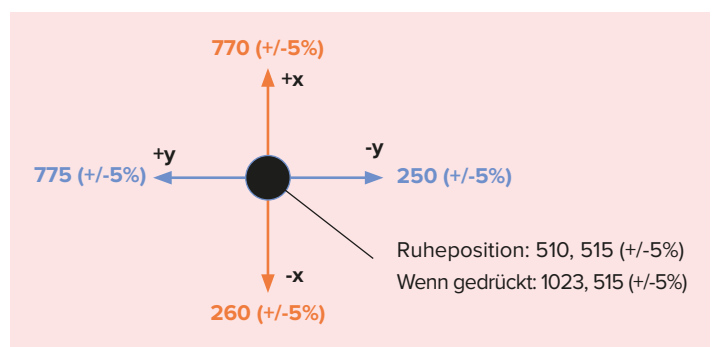 770 (+/-5%)
+x
+y
-y
775 (+/-5%)
250 (+/-5%)
Ruheposition: 510, 515 (+/-5%)
-x
Wenn gedrückt: 1023, 515 (+/-5%)
260 (+/-5%)